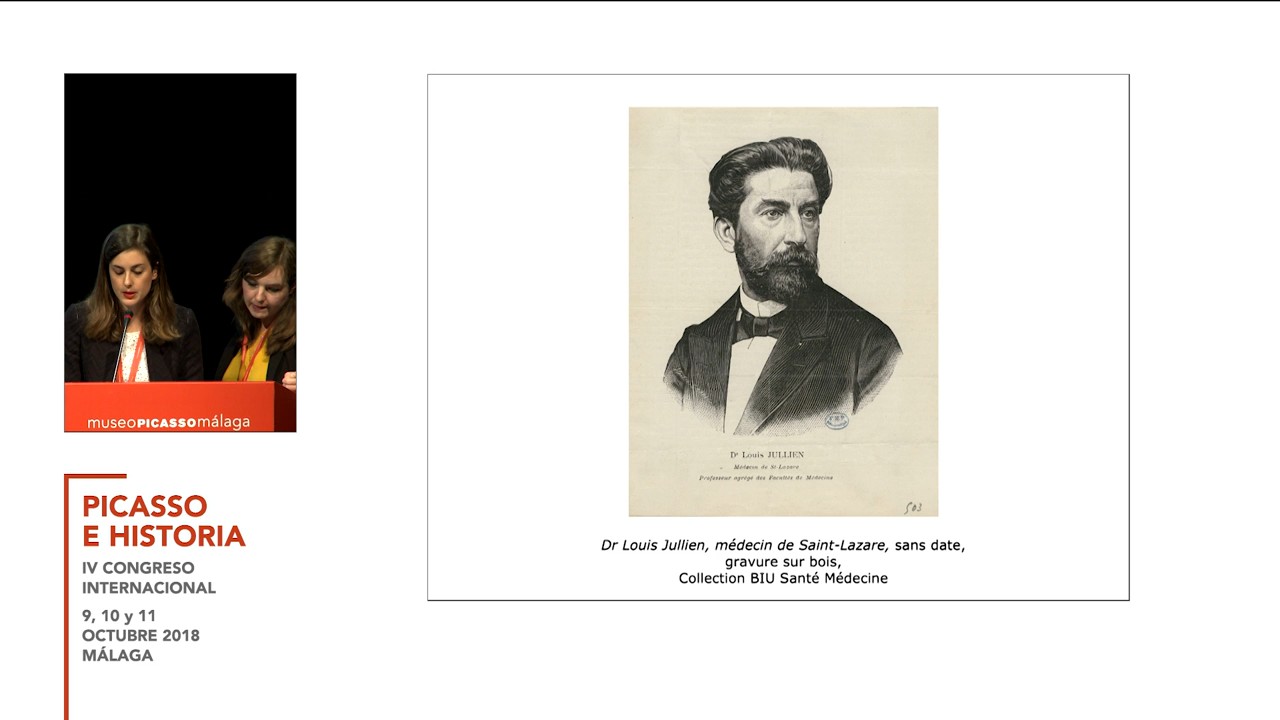 museoPICASSOmálaga
PICASSO
E HISTORIA
IV CONGRESO
INTERNACIONAL
9, 10 y 11
OCTUBRE 2018
MÁLAGA
Dr Louis JULLIEN
Médecin de St-Lazare
Professeur agrégé des Facultés de Médecine
503
Dr Louis Jullien, médecin de Saint-Lazare, sans date,
gravure sur bois,
Collection BIU Santé Médecine